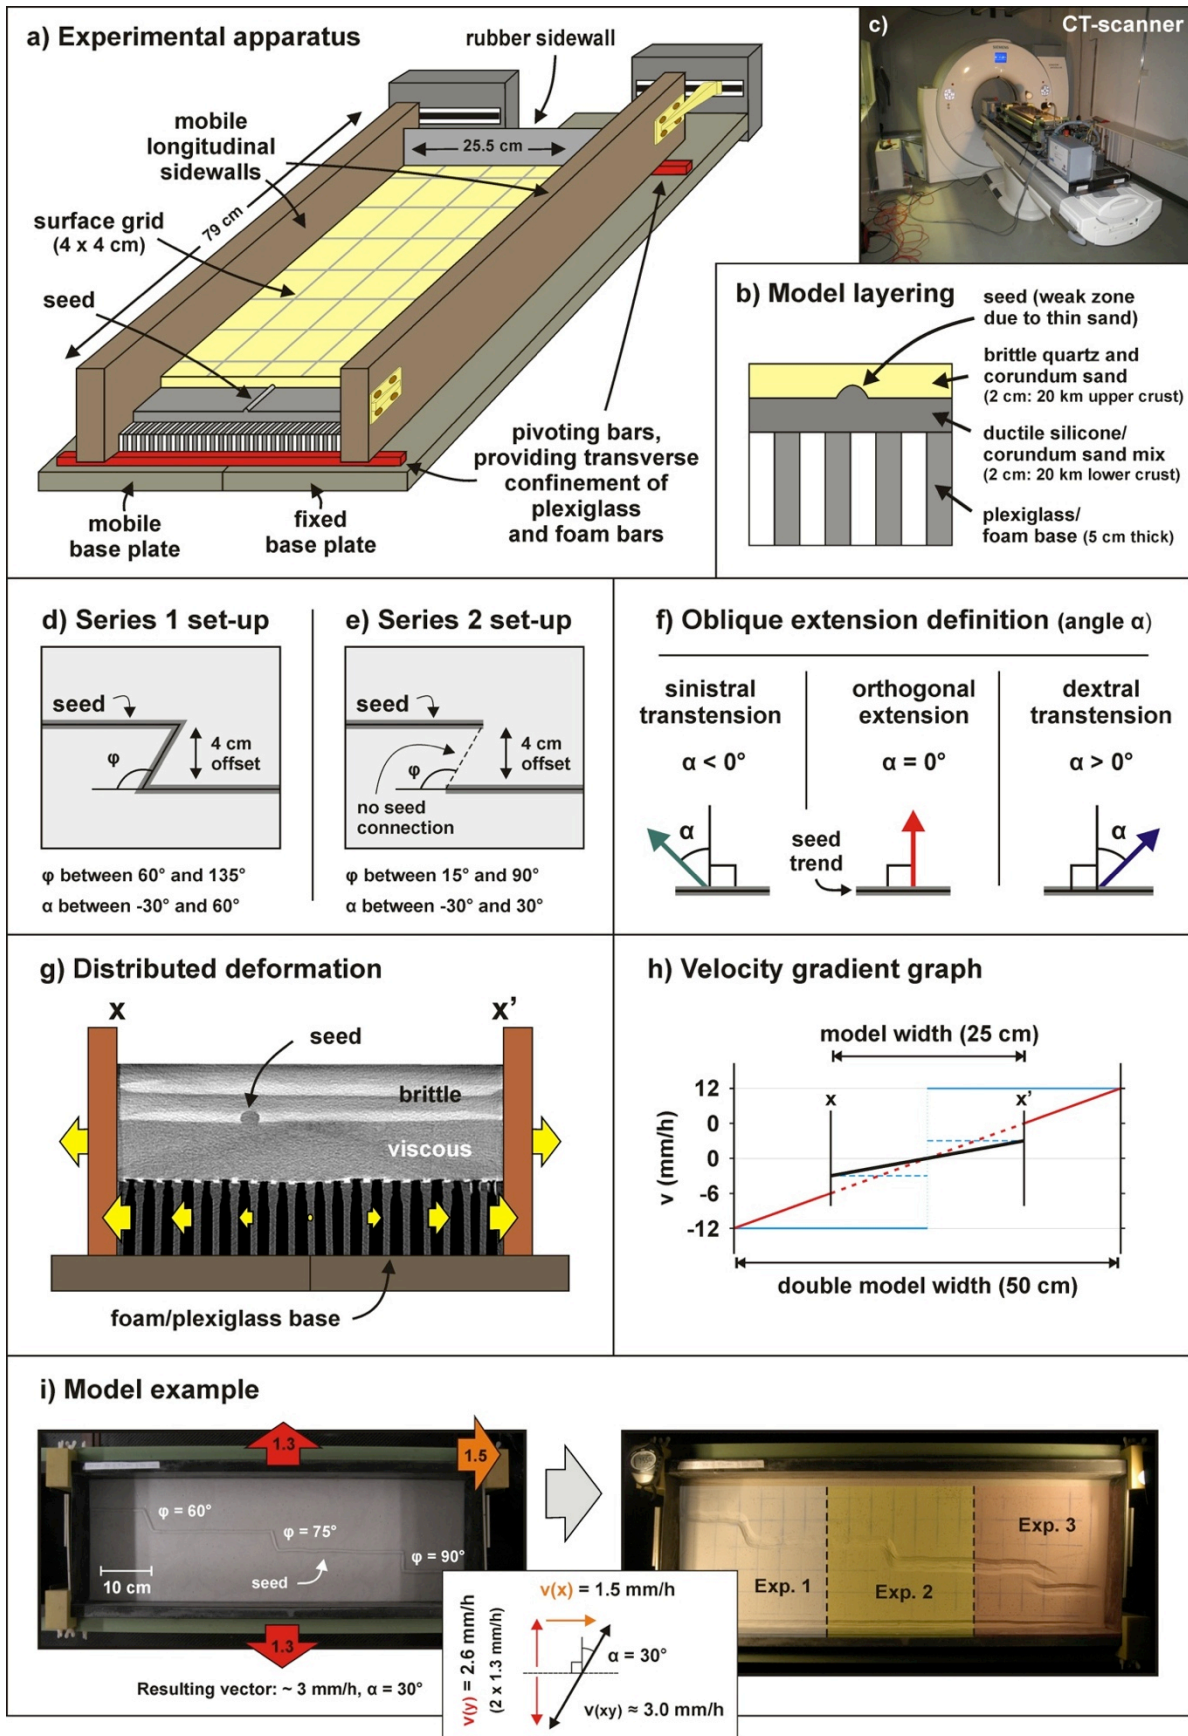 a) Experimental apparatus
rubber sidewall
mobile
longitudinal
sidewalls
25.5 cm
79 cm
surface grid
(4 x 4 cm)
seed
pivoting bars,
providing transverse
confinement of
plexiglass
and foam bars
mobile
base plate
fixed
base plate
c)
CT-scanner
b) Model layering
seed (weak zone
due to thin sand)
brittle quartz and
corundum sand
(2 cm: 20 km upper crust)
ductile silicone/
corundum sand mix
(2 cm: 20 km lower crust)
plexiglass/
foam base (5 cm thick)
d) Series 1 set-up
seed
φ
4 cm
offset
φ between 60° and 135°
α between -30° and 60°
e) Series 2 set-up
seed
φ
4 cm
offset
no seed
connection
φ between 15° and 90°
α between -30° and 30°
f) Oblique extension definition (angle α)
sinistral
transtension
α < 0°
α
orthogonal
extension
α = 0°
seed
trend
dextral
transtension
α > 0°
α
g) Distributed deformation
x
x'
seed
brittle
viscous
foam/plexiglass base
h) Velocity gradient graph
model width (25 cm)
x
x'
v (mm/h)
12
0
0
-6
-12
double model width (50 cm)
i) Model example
1.3
1.5
φ = 60°
φ = 75°
φ = 90°
10 cm
seed
1.3
Resulting vector: ~ 3 mm/h, α = 30°
v(x) = 1.5 mm/h
v(y) = 2.6 mm/h
(2 x 1.3 mm/h)
α = 30°
v(xy) ≈ 3.0 mm/h
Exp. 1
Exp. 2
Exp. 3